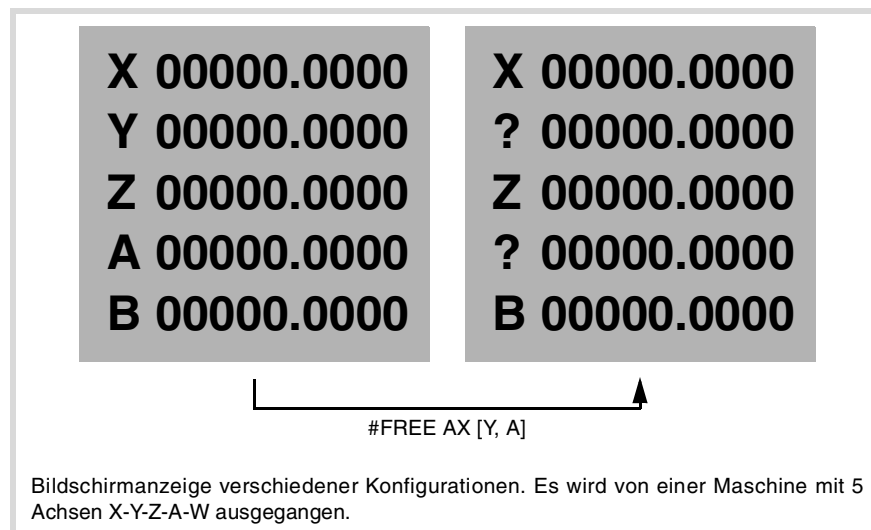 X 00000.0000
Y 00000.0000
Z 00000.0000
A 00000.0000
B 00000.0000
X 00000.0000
? 00000.0000
Z 00000.0000
? 00000.0000
B 00000.0000
#FREE AX [Y, A]
Bildschirmanzeige verschiedener Konfigurationen. Es wird von einer Maschine mit 5
Achsen X-Y-Z-A-W ausgegangen.